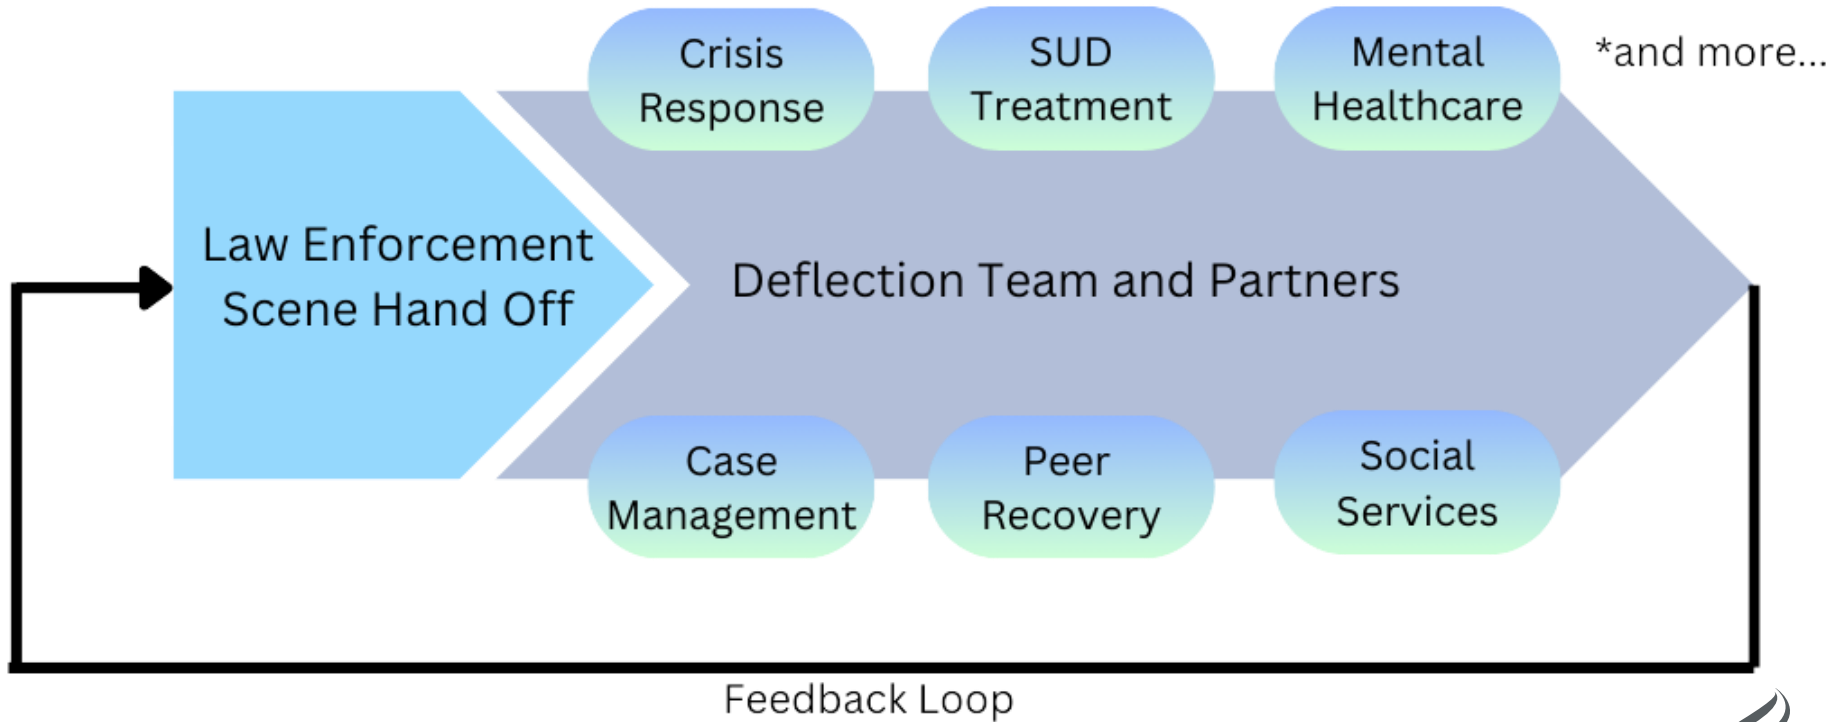 Crisis
Response
SUD
Treatment
Mental
Healthcare
*and more...
Law Enforcement
Scene Hand Off
Deflection Team and Partners
Case
Management
Peer
Recovery
Social
Services
Feedback Loop